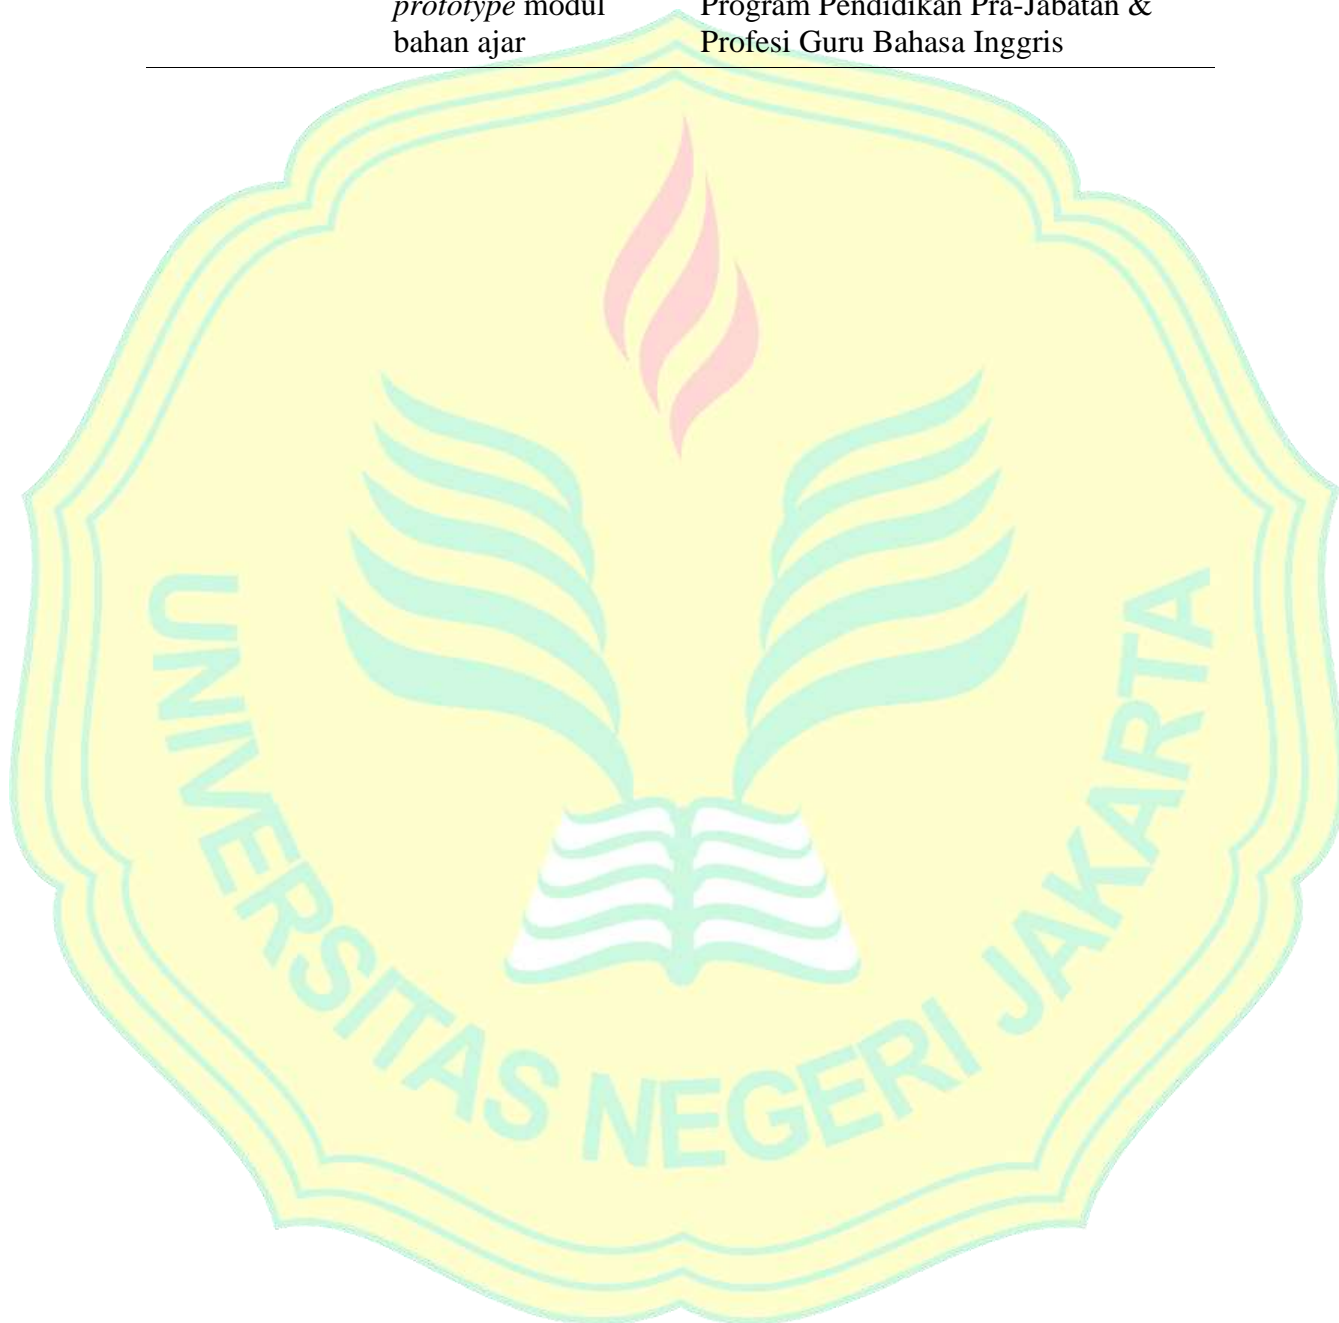 prototype modul Program Pendidikan Pra-Jabatan &
bahan ajar Profesi Guru Bahasa Inggris
UNIVERSITAS NEGERI JAKARTA